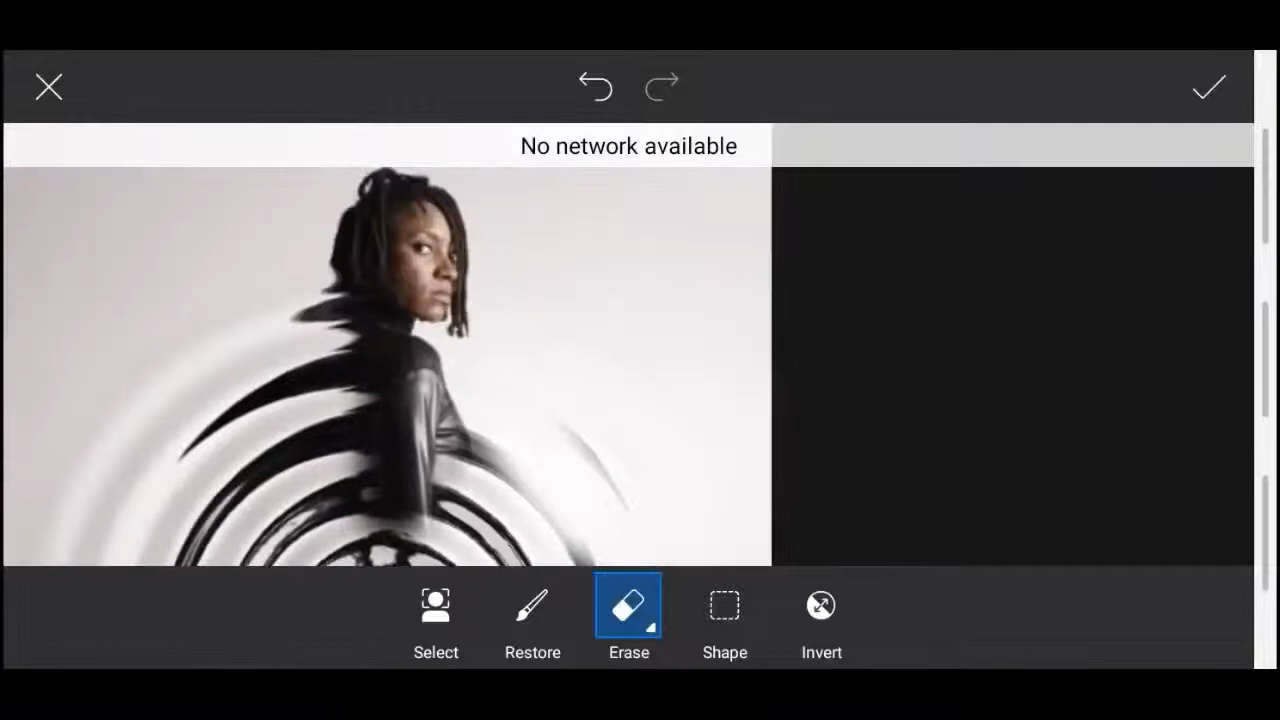 No network available
Select
Restore
Erase
Shape
Invert